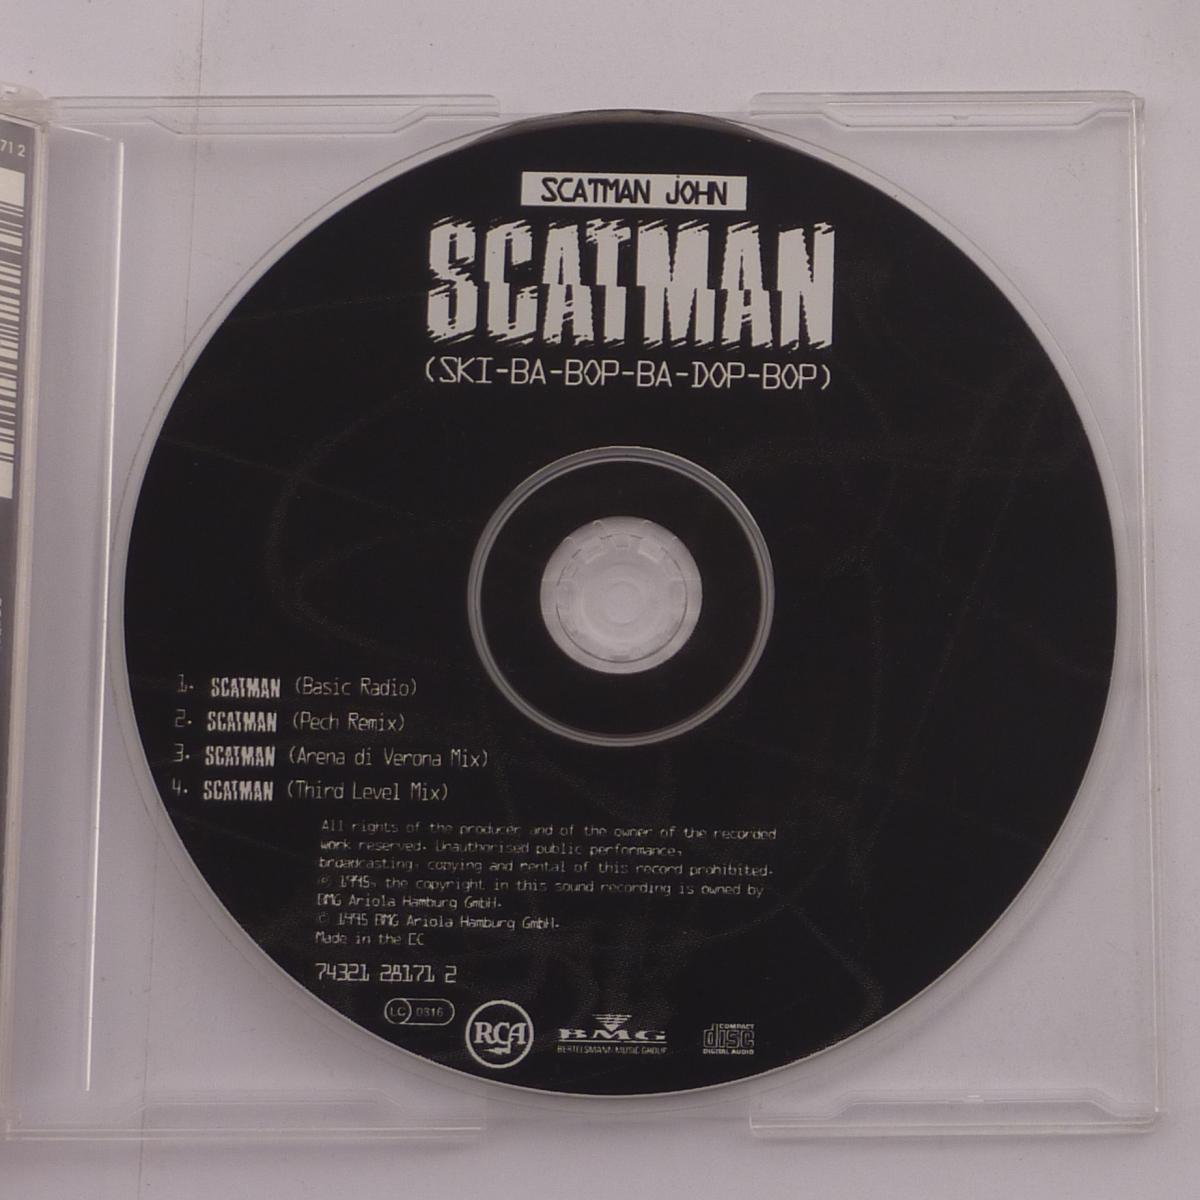 71 2
SCATMAN JOHN
SCATMAN
(SKI-BA-BOP-BA-DOP-BOP)
1. SCATMAN (Basic Radio)
2. SCATMAN (Pech Remix)
3. SCATMAN (Arena di Verona Mix)
4. SCATMAN (Third Level Mix)
All rights of the producer and of the owner of the recorded
work reserved. Unauthorised public performance,
broadcasting, copying and rental of this record prohibited.
℗ 1995, the copyright in this sound recording is owned by
BMG Ariola Hamburg GmbH.
© 1995 BMG Ariola Hamburg GmbH.
Made in the EC
74321 28171 2
LC 0316
RCA
BMG
BERTELSMANN MUSIC GROUP
COMPACT
disc
DIGITAL AUDIO